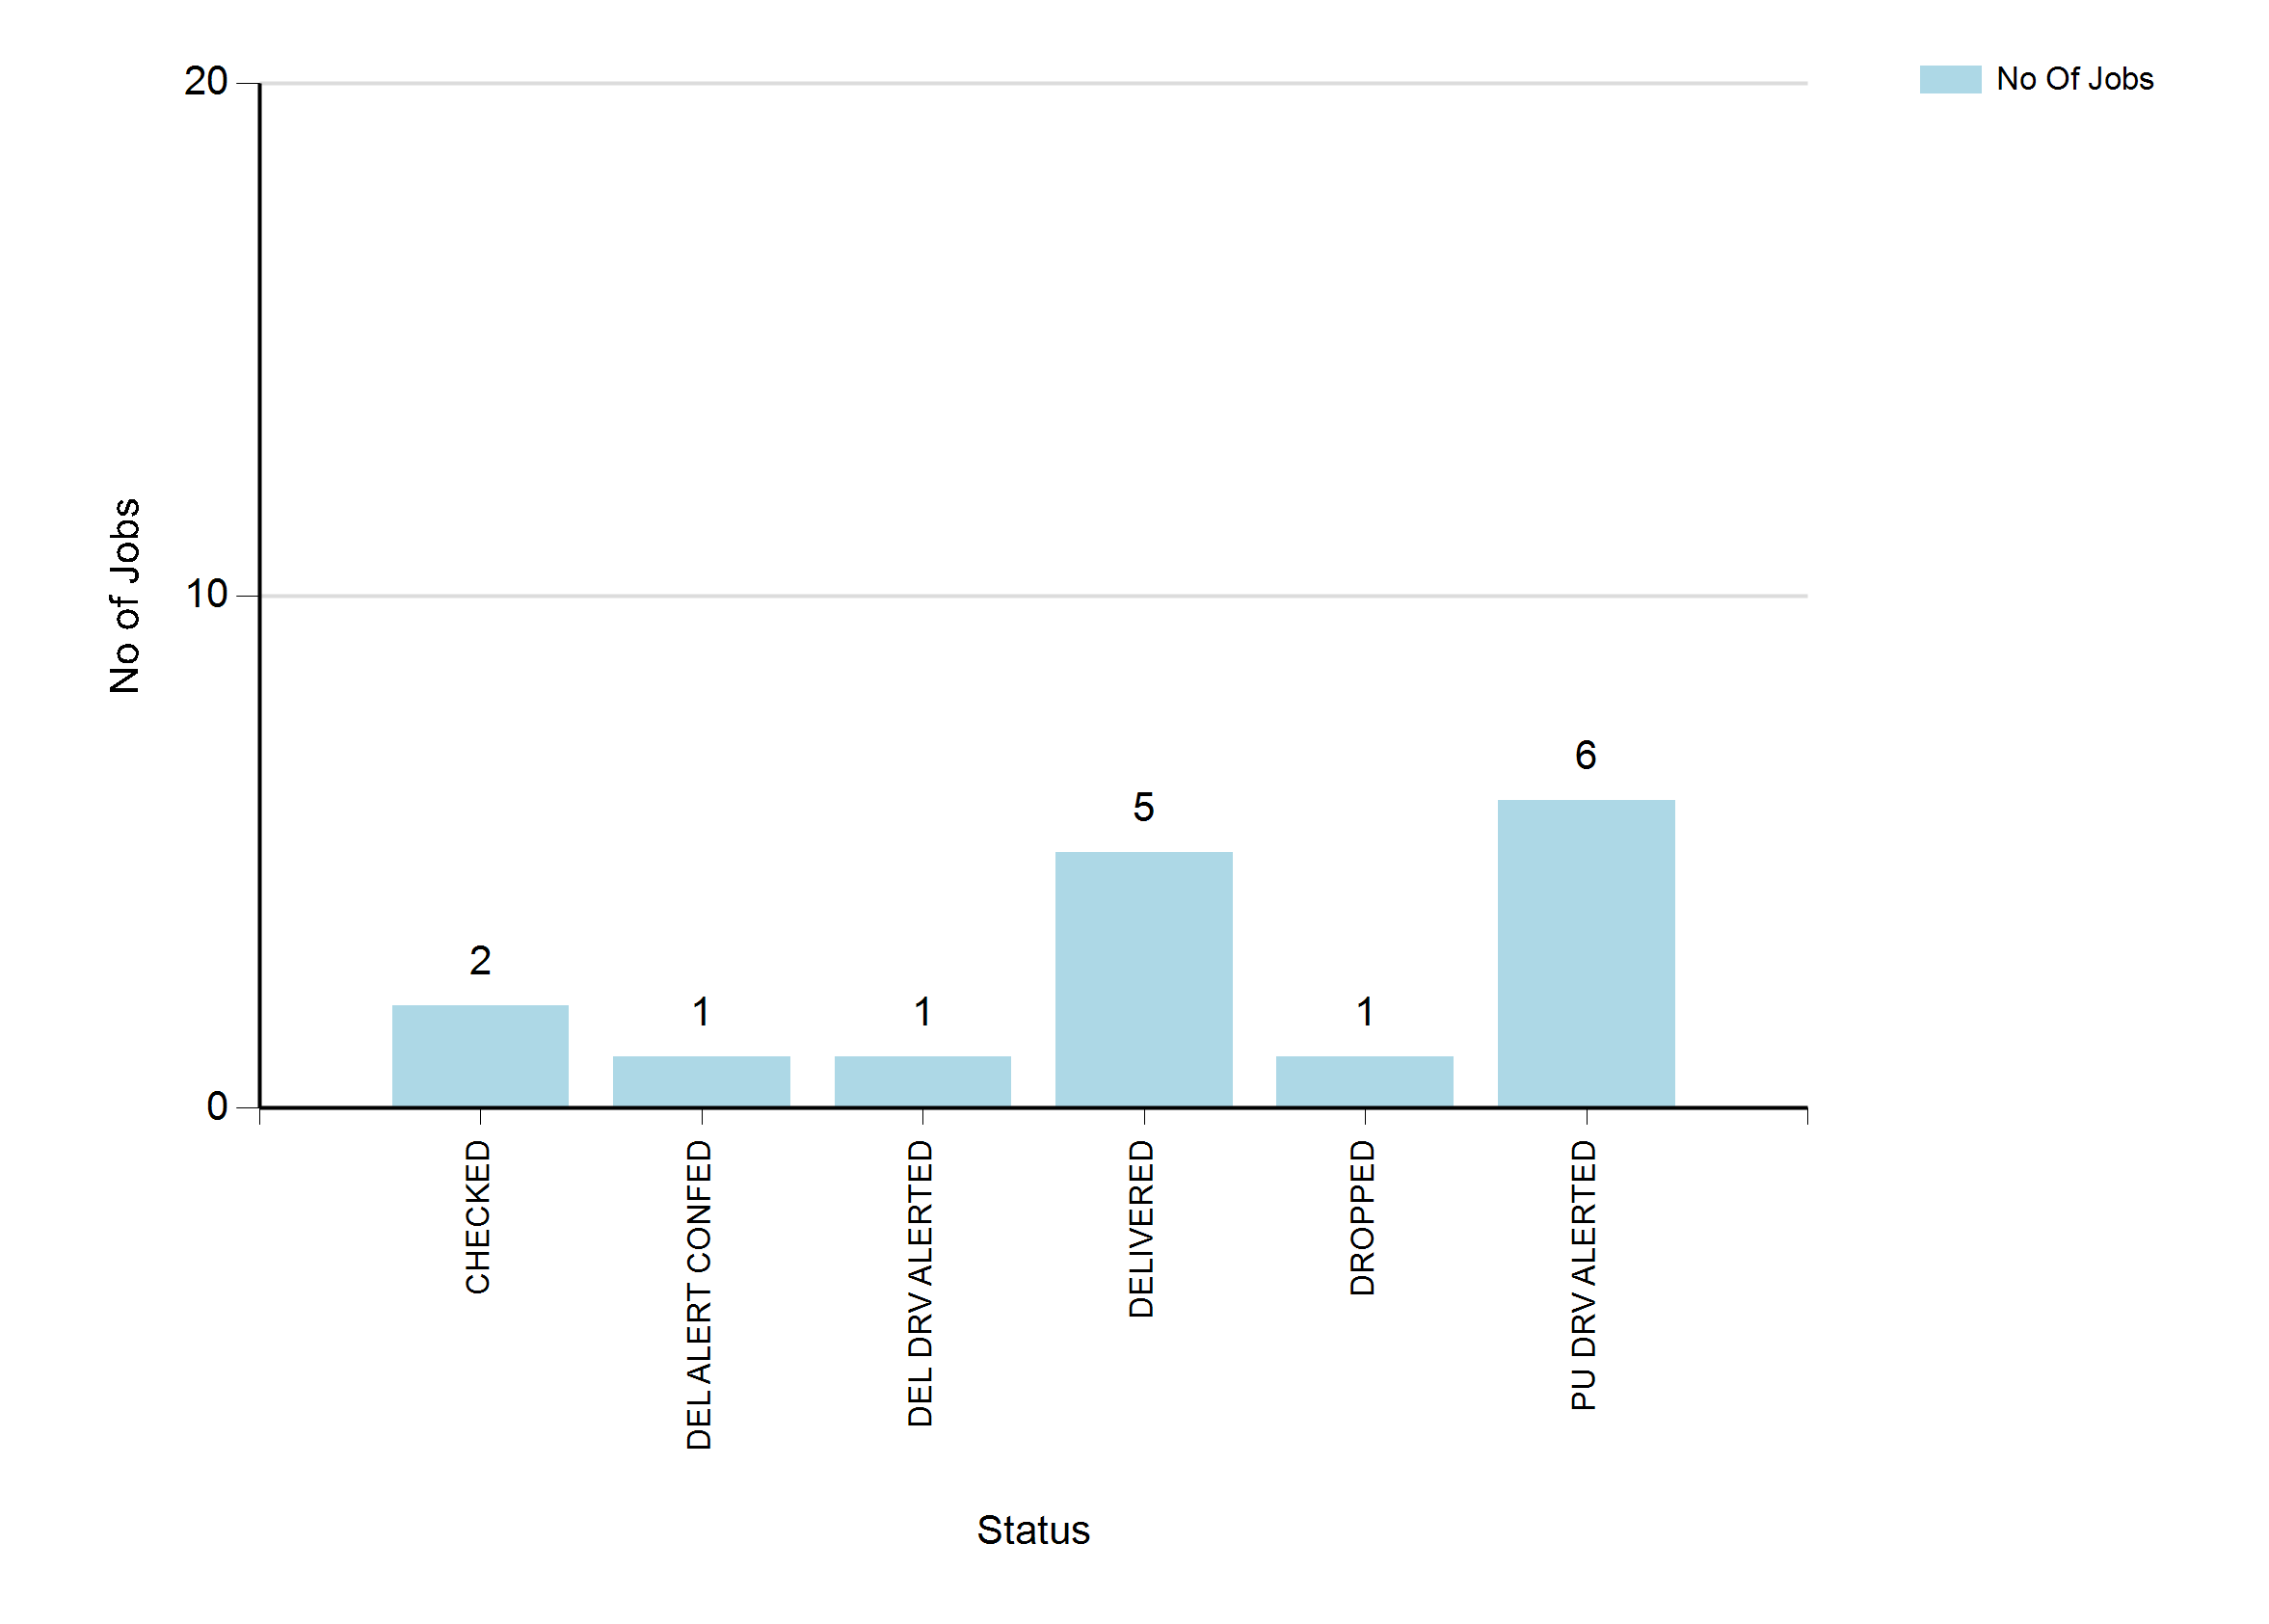 20
10
0
No of Jobs
No Of Jobs
2
1
1
5
1
6
CHECKED
DEL ALERT CONFED
DEL DRV ALERTED
DELIVERED
DROPPED
PU DRV ALERTED
Status